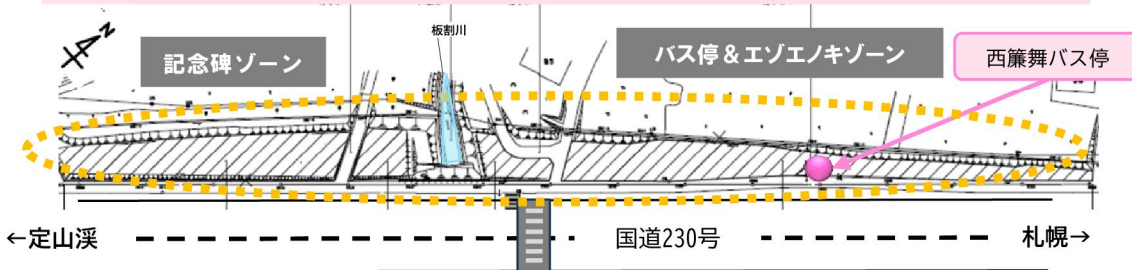 N
板割川
記念碑ゾーン
バス停＆エゾエノキゾーン
西簾舞バス停
←定山渓
国道230号
札幌→